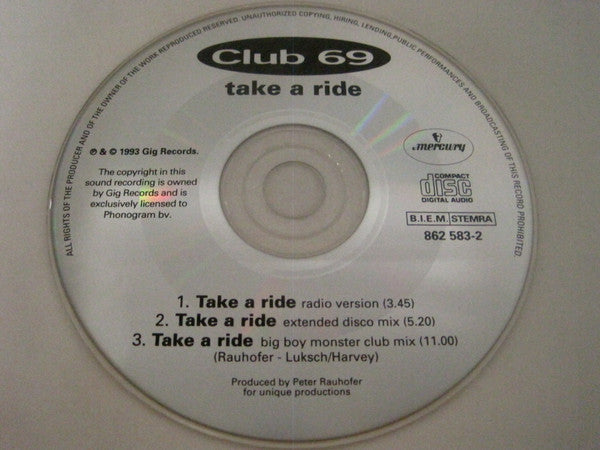 ALL RIGHTS OF THE PRODUCER AND OF THE OWNER OF THE WORK REPRODUCED RESERVED. UNAUTHORIZED COPYING, HIRING, LENDING, PUBLIC PERFORMANCES AND BROADCASTING OF THIS RECORD PROHIBITED.
Club 69
take a ride
℗ & © 1993 Gig Records.
The copyright in this
sound recording is owned
by Gig Records and is
exclusively licensed to
Phonogram bv.
mercury
COMPACT
disc
DIGITAL AUDIO
B.I.E.M. STEMRA
862 583-2
1. Take a ride radio version (3.45)
2. Take a ride extended disco mix (5.20)
3. Take a ride big boy monster club mix (11.00)
(Rauhofer - Luksch/Harvey)
Produced by Peter Rauhofer
for unique productions